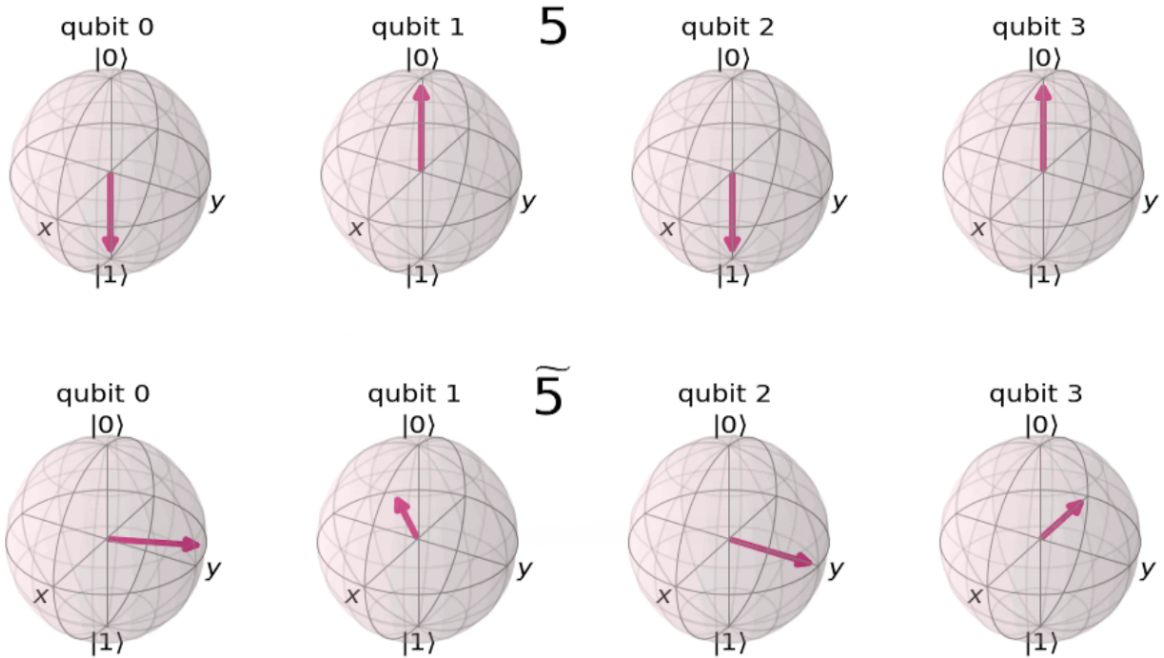 qubit 0 qubit 1 5 qubit 2 qubit 3
|0⟩ |0⟩ |0⟩ |0⟩
x y x y x y x y
|1⟩ |1⟩ |1⟩ |1⟩
qubit 0 qubit 1 5̃ qubit 2 qubit 3
|0⟩ |0⟩ |0⟩ |0⟩
x y x y x y x y
|1⟩ |1⟩ |1⟩ |1⟩